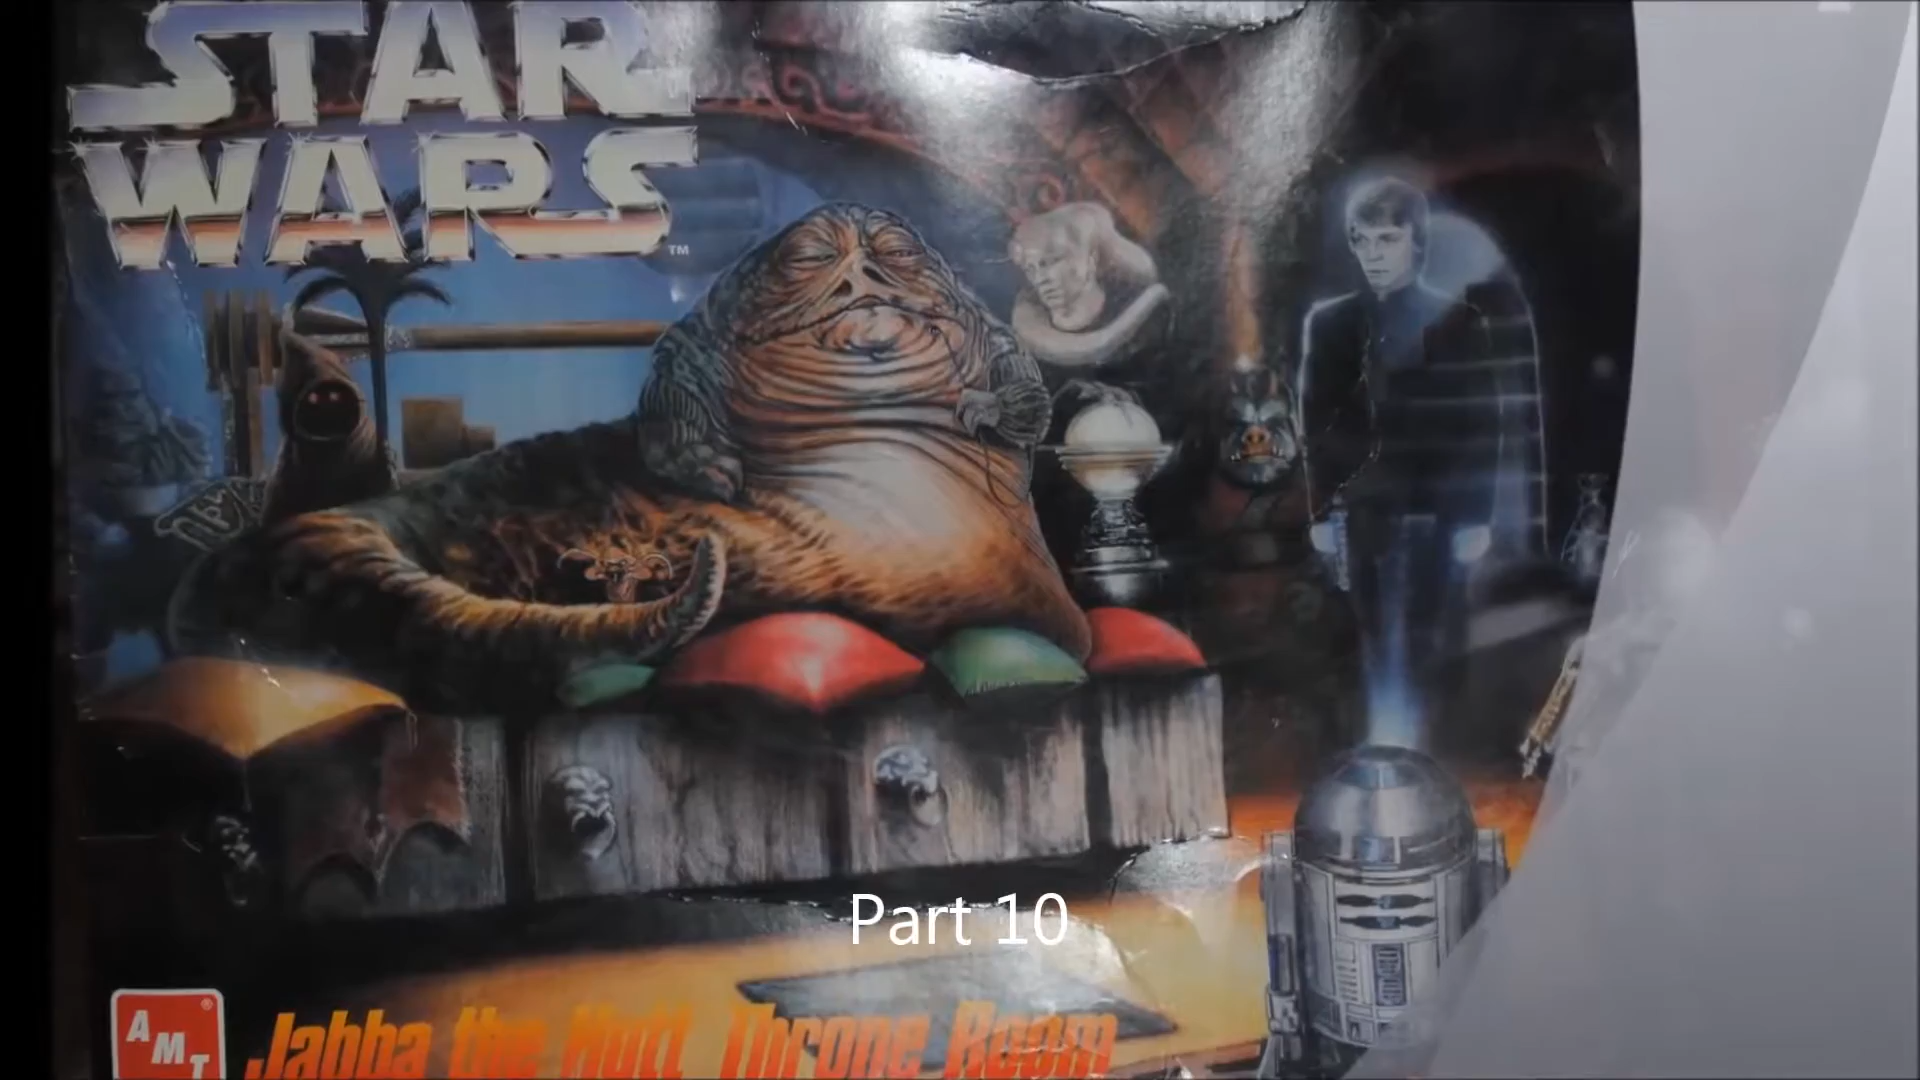 STAR
WARS
TM
Part 10
AMT ®
Jabba the Hutt Throne Room